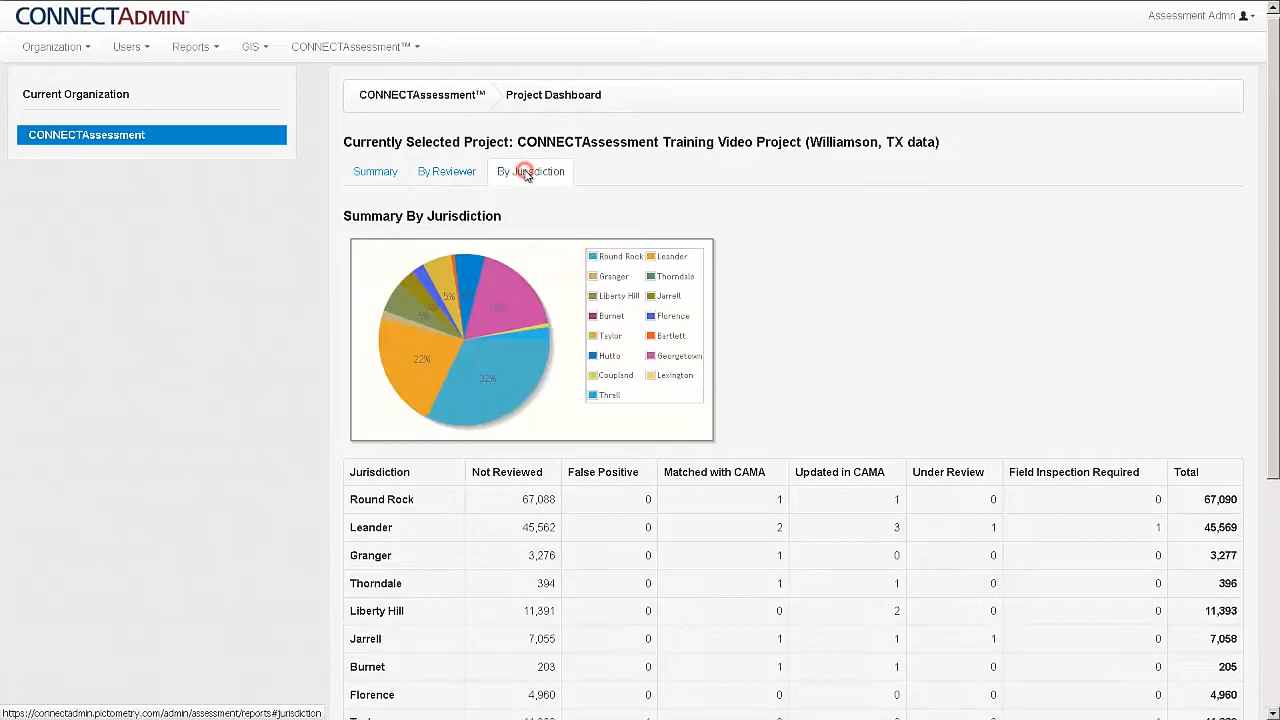 CONNECTADMIN™
Assessment Admn
Organization Users Reports GIS CONNECTAssessment™
Current Organization
CONNECTAssessment
CONNECTAssessment™ Project Dashboard
Currently Selected Project: CONNECTAssessment Training Video Project (Williamson, TX data)
Summary By Reviewer By Jurisdiction
Summary By Jurisdiction
5%
5%
22%
32%
Round Rock Leander
Granger Thorndale
Liberty Hill Jarrell
Burnet Florence
Taylor Bartlett
Hutto Georgetown
Coupland Lexington
Thrall
Jurisdiction Not Reviewed False Positive Matched with CAMA Updated in CAMA Under Review Field Inspection Required Total
Round Rock 67,088 0 1 1 0 0 67,090
Leander 45,562 0 2 3 1 1 45,569
Granger 3,276 0 1 0 0 0 3,277
Thorndale 394 0 1 1 0 0 396
Liberty Hill 11,391 0 0 2 0 0 11,393
Jarrell 7,055 0 1 1 1 0 7,058
Burnet 203 0 1 1 0 0 205
Florence 4,960 0 0 0 0 0 4,960
https://connectadmin.pictometry.com/admin/assessment/reports#jurisdiction